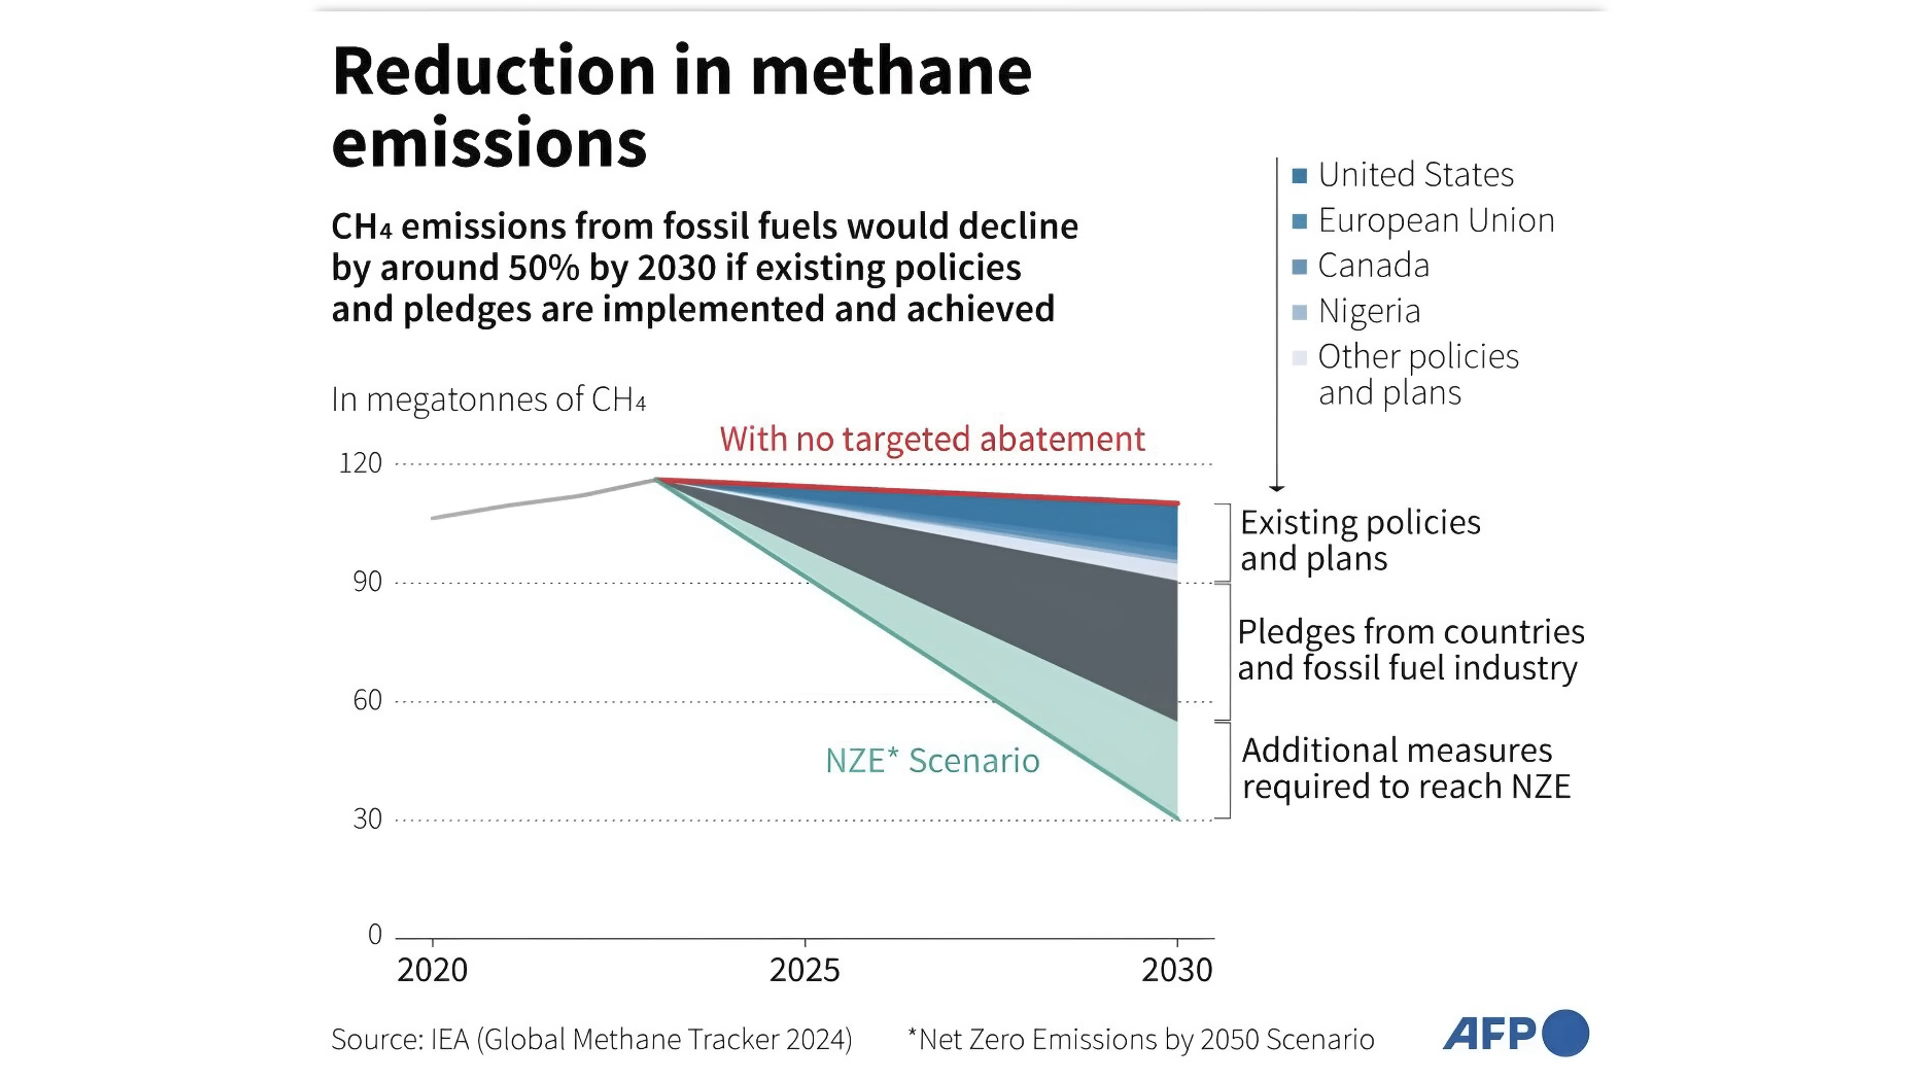 Reduction in methane
emissions
CH₄ emissions from fossil fuels would decline
by around 50% by 2030 if existing policies
and pledges are implemented and achieved
United States
European Union
Canada
Nigeria
Other policies
and plans
In megatonnes of CH₄
With no targeted abatement
120
90
60
30
0
Existing policies
and plans
Pledges from countries
and fossil fuel industry
Additional measures
required to reach NZE
NZE* Scenario
2020 2025 2030
Source: IEA (Global Methane Tracker 2024) *Net Zero Emissions by 2050 Scenario
AFP